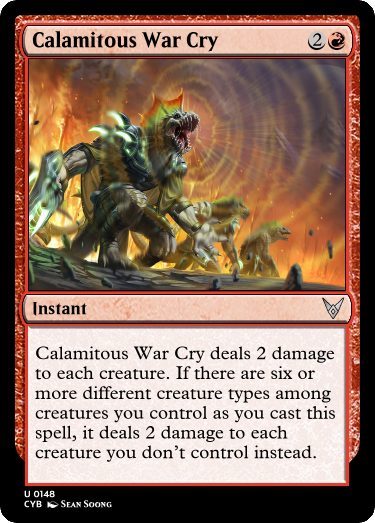 Calamitous War Cry 2
Instant
Calamitous War Cry deals 2 damage
to each creature. If there are six or
more different creature types among
creatures you control as you cast this
spell, it deals 2 damage to each
creature you don't control instead.
U 0148
CYB Sean Soong